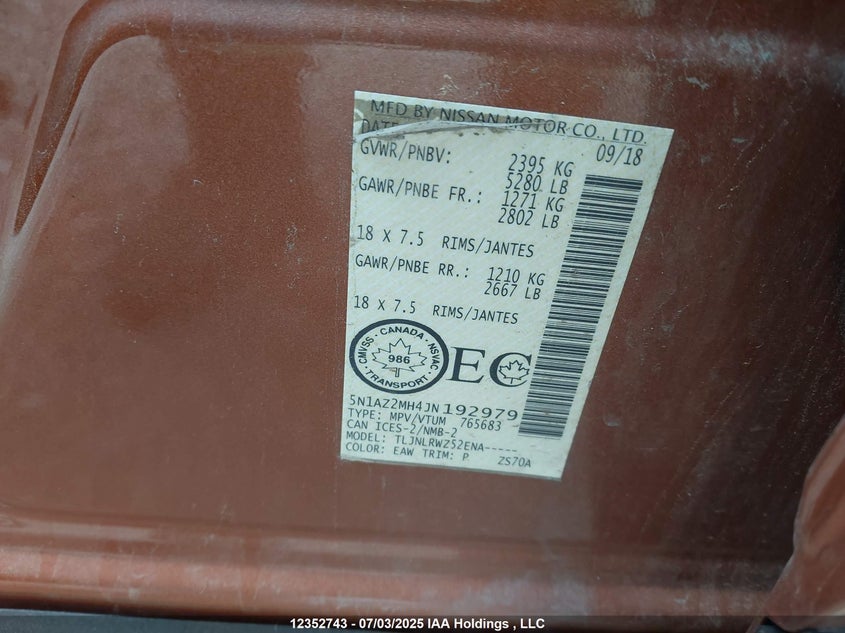 MFD BY NISSAN MOTOR CO., LTD.
DATE 09/18
GVWR/PNBV: 2395 KG
5280 LB
GAWR/PNBE FR.: 1271 KG
2802 LB
18 X 7.5 RIMS/JANTES
GAWR/PNBE RR.: 1210 KG
2667 LB
18 X 7.5 RIMS/JANTES
CMVSS · CANADA · NSVAC · TRANSPORT ·
986
EC
5N1AZ2MH4JN192979
TYPE: MPV/VTUM 765683
CAN ICES-2/NMB-2
MODEL: TLJNLRWZ52ENA-----
COLOR: EAW TRIM: P ZS70A
12352743 - 07/03/2025 IAA Holdings , LLC